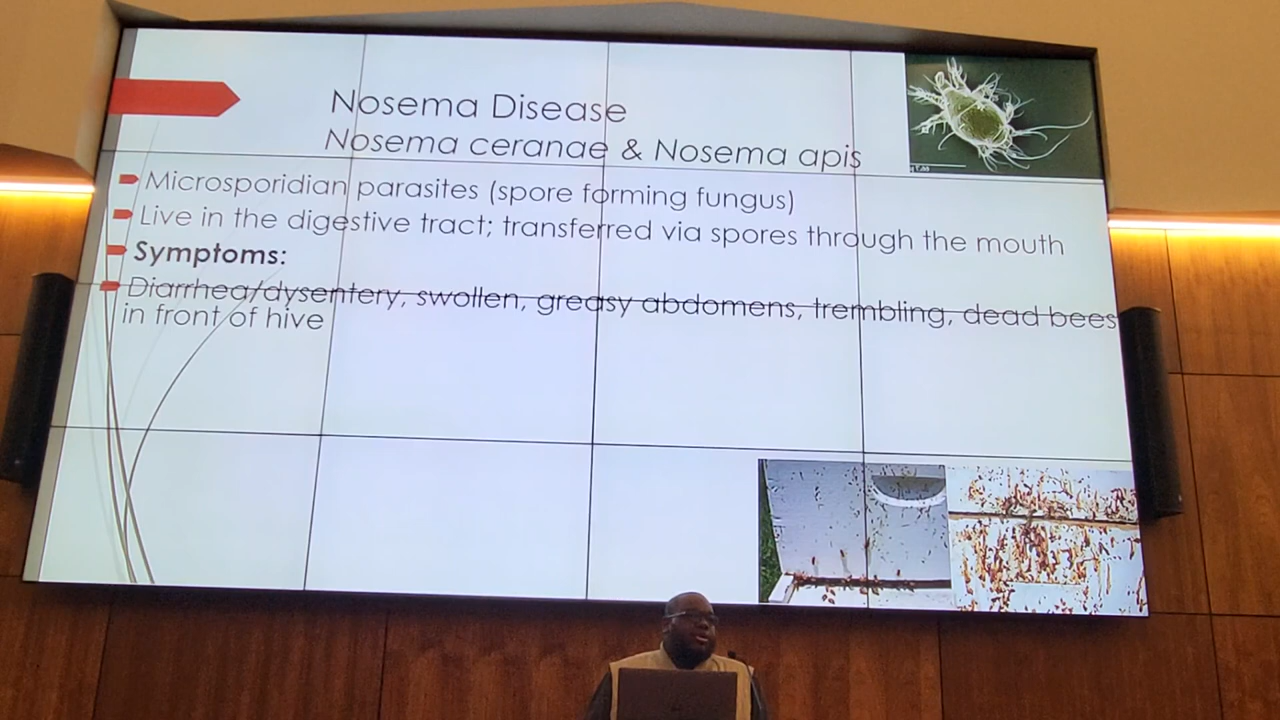 Nosema Disease
Nosema ceranae & Nosema apis
Microsporidian parasites (spore forming fungus)
Live in the digestive tract; transferred via spores through the mouth
Symptoms:
Diarrhea/dysentery, swollen, greasy abdomens, trembling, dead bees
in front of hive